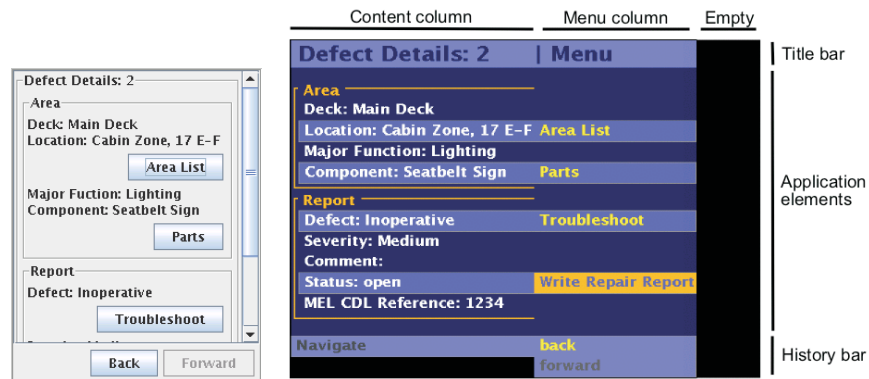 Content column
Menu column
Empty
Defect Details: 2 | Menu
Title bar
Area
Deck: Main Deck
Location: Cabin Zone, 17 E-F Area List
Major Function: Lighting
Component: Seatbelt Sign Parts
Report
Defect: Inoperative Troubleshoot
Severity: Medium
Comment:
Status: open Write Repair Report
MEL CDL Reference: 1234
Application
elements
Navigate back
forward
History bar
Defect Details: 2
Area
Deck: Main Deck
Location: Cabin Zone, 17 E-F
Area List
Major Fuction: Lighting
Component: Seatbelt Sign
Parts
Report
Defect: Inoperative
Troubleshoot
Back
Forward